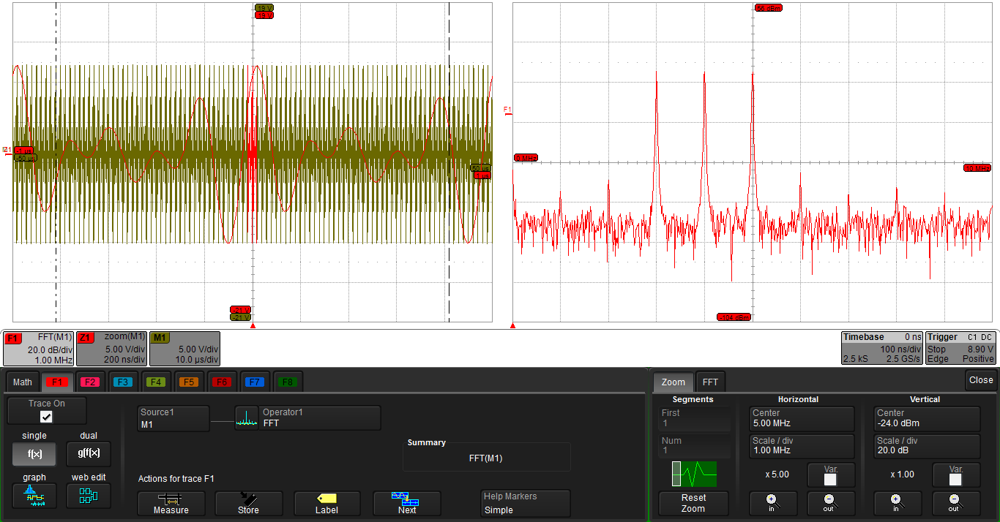 19 V
19 V
56 dBm
F1
0 MHz
10 MHz
-1 µs
-50 µs
50 µs
1 µs
-21 V
-21 V
-104 dBm
F1 FFT(M1)
20.0 dB/div
1.00 MHz
Z1 zoom(M1)
5.00 V/div
200 ns/div
M1
5.00 V/div
10.0 µs/div
Timebase 0 ns
100 ns/div
2.5 kS 2.5 GS/s
Trigger C1 DC
Stop 8.90 V
Edge Positive
Math F1 F2 F3 F4 F5 F6 F7 F8
Trace On
single dual
f(x) g(f(x))
graph web edit
Source1
M1
Operator1
FFT
Summary
FFT(M1)
Actions for trace F1
Measure Store Label Next
Help Markers
Simple
Zoom FFT
Close
Segments Horizontal Vertical
First
1
Num
1
Center
5.00 MHz
Scale / div
1.00 MHz
x 5.00 Var.
Center
-24.0 dBm
Scale / div
20.0 dB
x 1.00 Var.
Reset
Zoom
in out in out